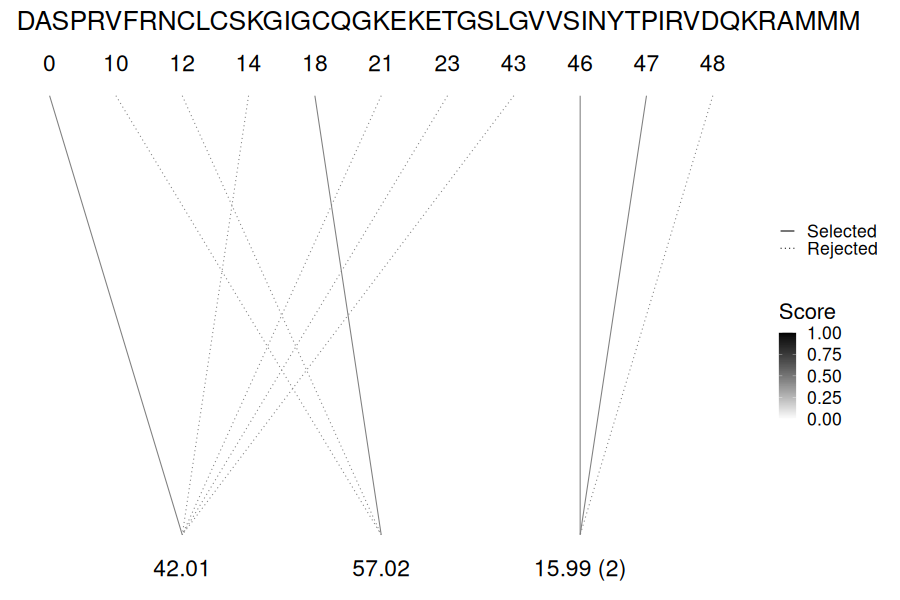 DASPRVFRNCLCSKGIGCQGKEKETGSLGVVSINYTPIRVDQKRAMMM
0 10 12 14 18 21 23 43 46 47 48
Selected
Rejected
Score
1.00
0.75
0.50
0.25
0.00
42.01 57.02 15.99 (2)